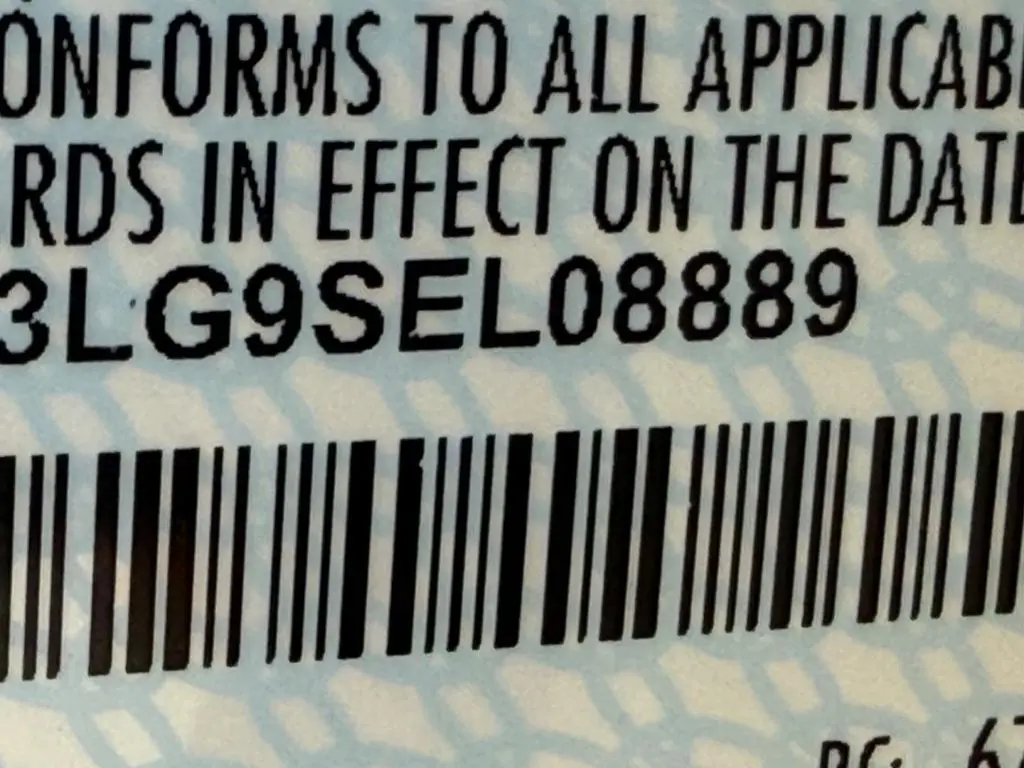 ONFORMS TO ALL APPLICAB
RDS IN EFFECT ON THE DATE
3LG9SEL08889